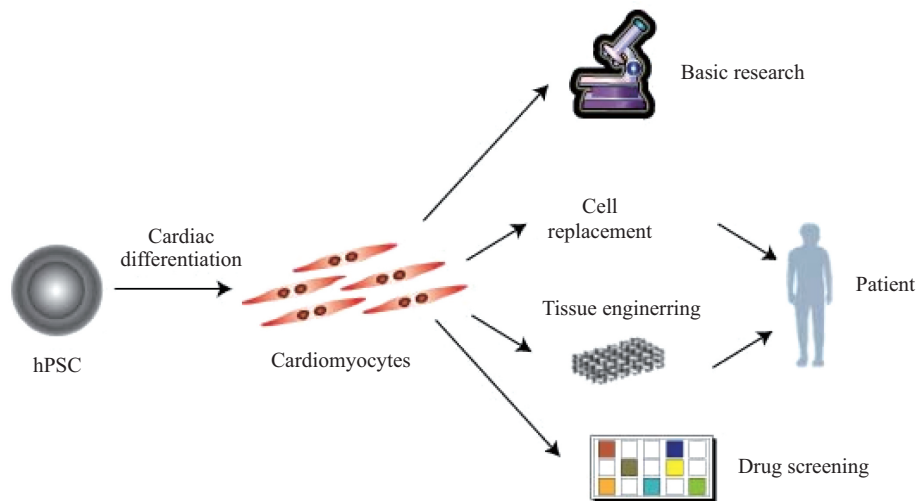 Basic research
Cell
replacement
Cardiac
differentiation
Patient
Tissue enginerring
hPSC
Cardiomyocytes
Drug screening